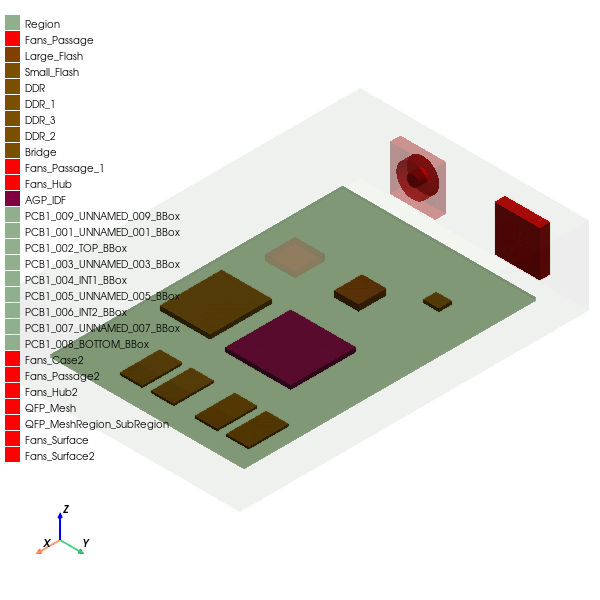 Region
Fans_Passage
Large_Flash
Small_Flash
DDR
DDR_1
DDR_3
DDR_2
Bridge
Fans_Passage_1
Fans_Hub
AGP_IDF
PCB1_009_UNNAMED_009_BBox
PCB1_001_UNNAMED_001_BBox
PCB1_002_TOP_BBox
PCB1_003_UNNAMED_003_BBox
PCB1_004_INT1_BBox
PCB1_005_UNNAMED_005_BBox
PCB1_006_INT2_BBox
PCB1_007_UNNAMED_007_BBox
PCB1_008_BOTTOM_BBox
Fans_Case2
Fans_Passage2
Fans_Hub2
QFP_Mesh
QFP_MeshRegion_SubRegion
Fans_Surface
Fans_Surface2
Z
X
Y